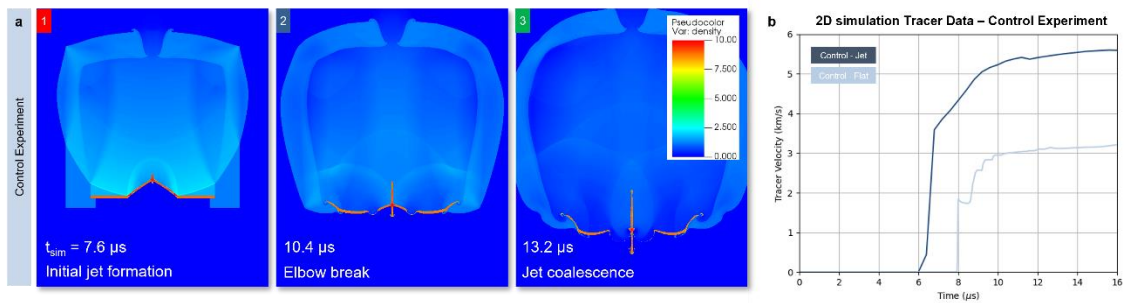 a
Control Experiment
1
t_sim = 7.6 µs
Initial jet formation
2
10.4 µs
Elbow break
3
13.2 µs
Jet coalescence
Pseudocolor
Var: density
10.00
7.500
5.000
2.500
0.000
b
2D simulation Tracer Data – Control Experiment
Control - Jet
Control - Flat
Tracer Velocity (km/s)
6
5
4
3
2
1
0
0 2 4 6 8 10 12 14 16
Time (µs)